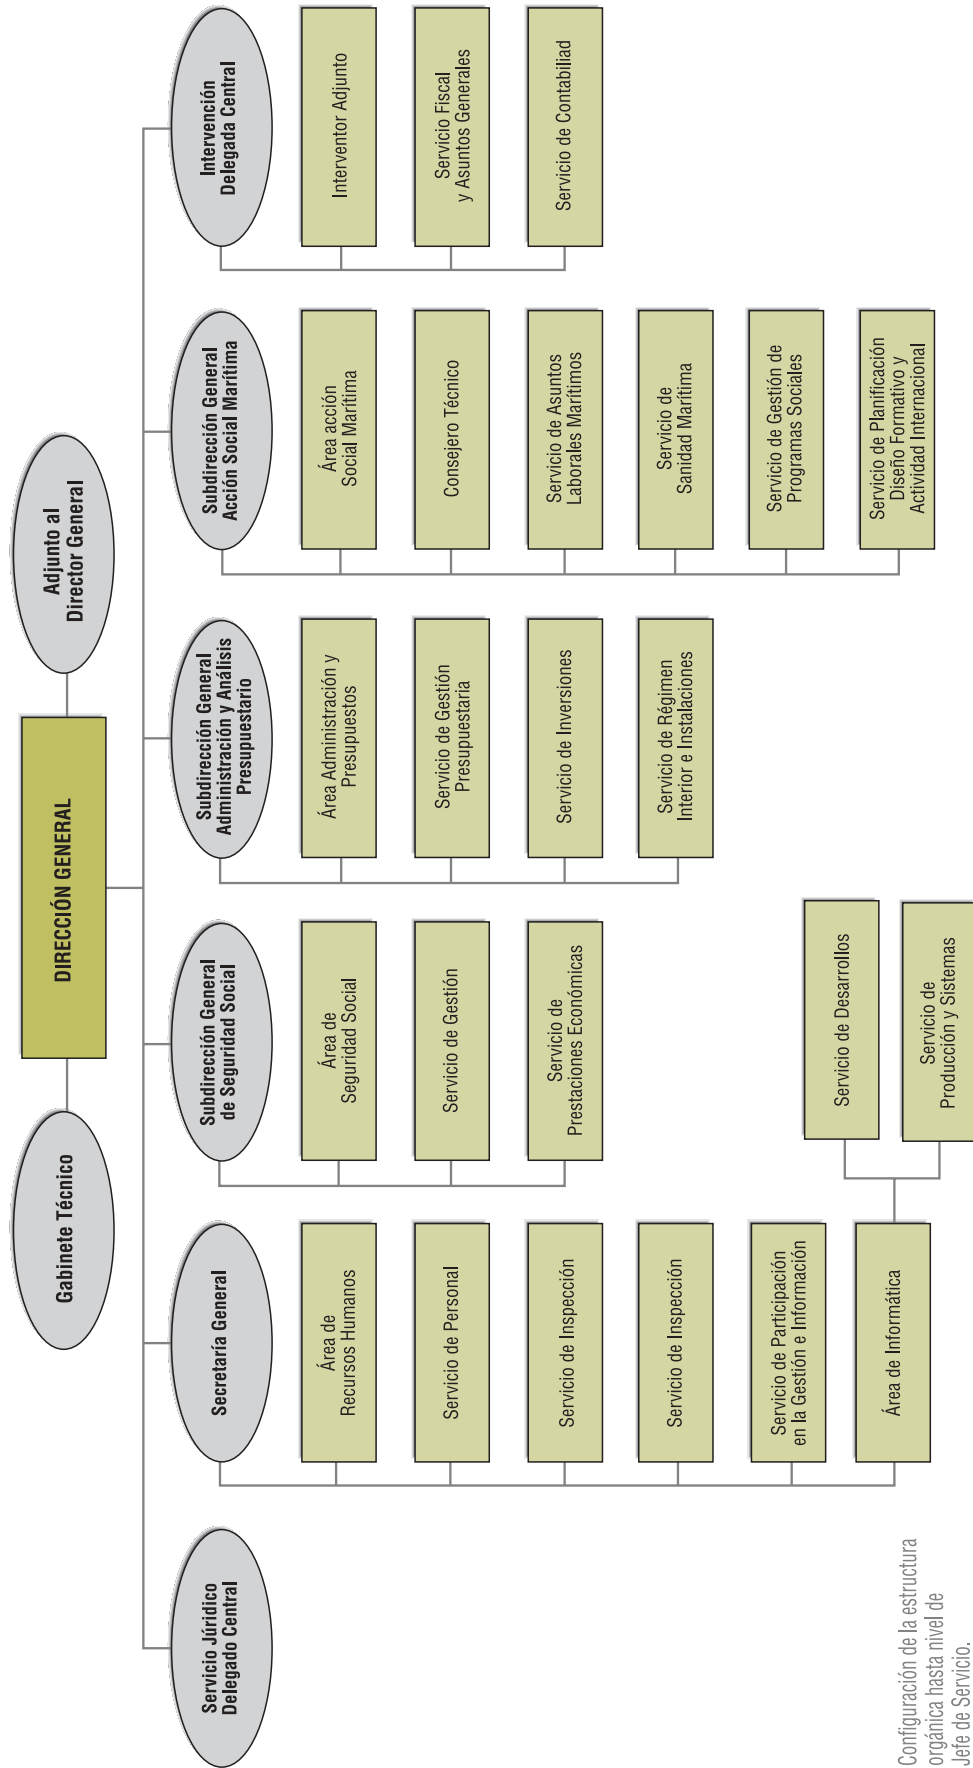 DIRECCIÓN GENERAL
Gabinete Técnico
Adjunto al
Director General
Servicio Júridico
Delegado Central
Secretaría General
Área de
Recursos Humanos
Servicio de Personal
Servicio de Inspección
Servicio de Inspección
Servicio de Participación
en la Gestión e Información
Área de Informática
Servicio de Desarrollos
Servicio de
Producción y Sistemas
Subdirección General
de Seguridad Social
Área de
Seguridad Social
Servicio de Gestión
Servicio de
Prestaciones Económicas
Subdirección General
Administración y Análisis
Presupuestario
Área Administración y
Presupuestos
Servicio de Gestión
Presupuestaria
Servicio de Inversiones
Servicio de Régimen
Interior e Instalaciones
Subdirección General
Acción Social Marítima
Área acción
Social Marítima
Consejero Técnico
Servicio de Asuntos
Laborales Marítimos
Servicio de
Sanidad Marítima
Servicio de Gestión de
Programas Sociales
Servicio de Planificación
Diseño Formativo y
Actividad Internacional
Intervención
Delegada Central
Interventor Adjunto
Servicio Fiscal
y Asuntos Generales
Servicio de Contabiliad
Configuración de la estructura
orgánica hasta nivel de
Jefe de Servicio.